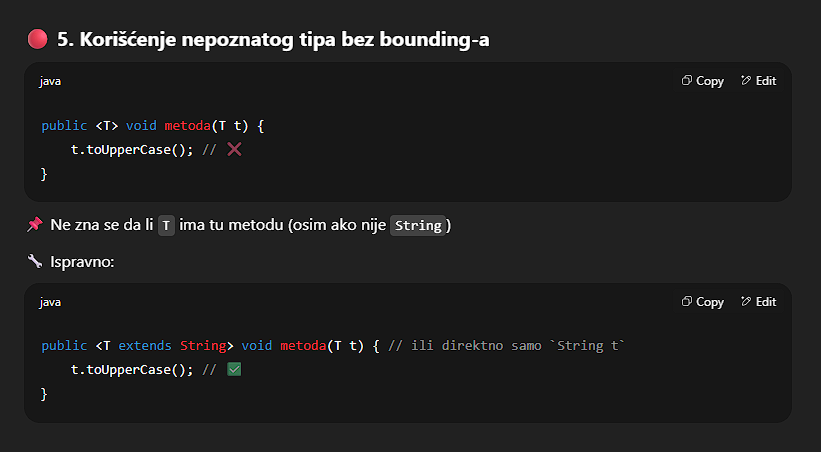 🔴 5. Korišćenje nepoznatog tipa bez bounding-a
java Copy Edit
public <T> void metoda(T t) {
    t.toUpperCase(); // ❌
}
📌 Ne zna se da li T ima tu metodu (osim ako nije String)
🔧 Ispravno:
java Copy Edit
public <T extends String> void metoda(T t) { // ili direktno samo `String t`
    t.toUpperCase(); // ✅
}